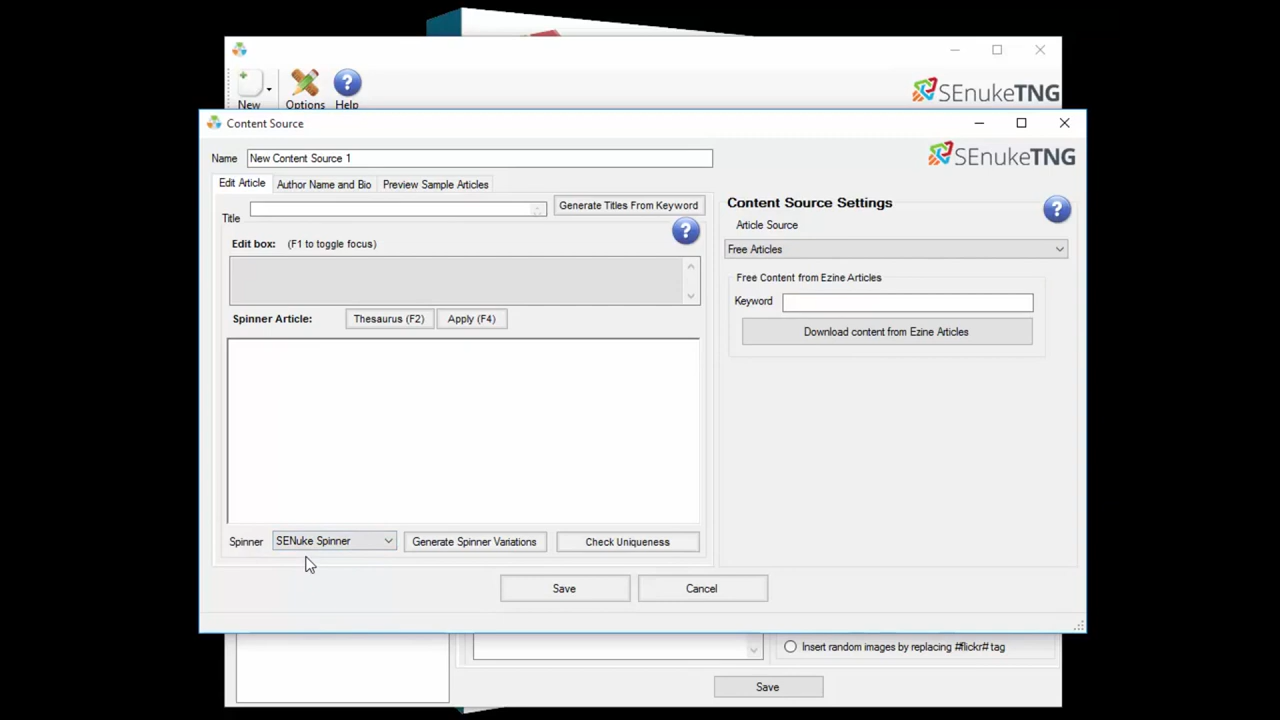 New
Options
Help
SEnukeTNG
Content Source
Name
New Content Source 1
SEnukeTNG
Edit Article
Author Name and Bio
Preview Sample Articles
Title
Generate Titles From Keyword
Edit box:
(F1 to toggle focus)
Spinner Article:
Thesaurus (F2)
Apply (F4)
Spinner
SENuke Spinner
Generate Spinner Variations
Check Uniqueness
Content Source Settings
Article Source
Free Articles
Free Content from Ezine Articles
Keyword
Download content from Ezine Articles
Save
Cancel
Insert random images by replacing #flickr# tag
Save